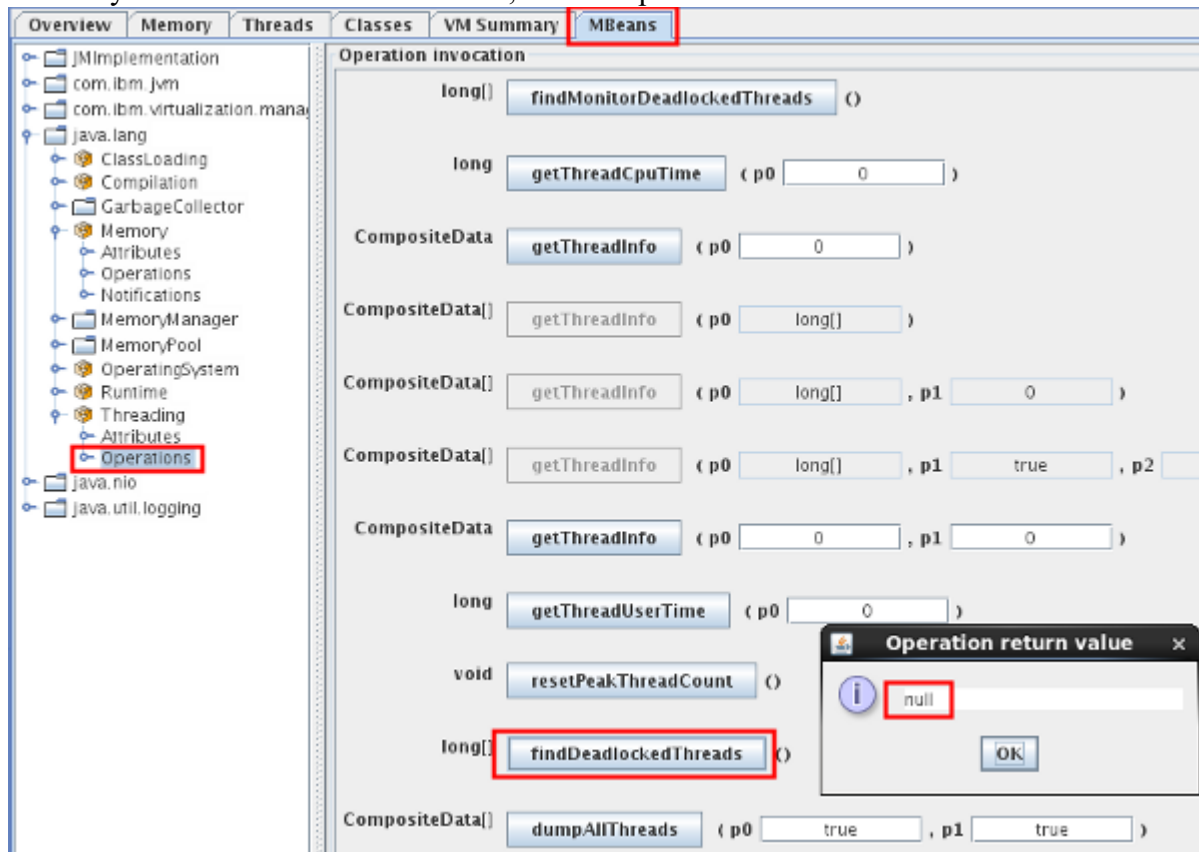 Overview Memory Threads Classes VM Summary MBeans
JMImplementation
com.ibm.jvm
com.ibm.virtualization.manag
java.lang
ClassLoading
Compilation
GarbageCollector
Memory
Attributes
Operations
Notifications
MemoryManager
MemoryPool
OperatingSystem
Runtime
Threading
Attributes
Operations
java.nio
java.util.logging
Operation invocation
long[] findMonitorDeadlockedThreads ()
long getThreadCpuTime ( p0 0 )
CompositeData getThreadInfo ( p0 0 )
CompositeData[] getThreadInfo ( p0 long[] )
CompositeData[] getThreadInfo ( p0 long[] , p1 0 )
CompositeData[] getThreadInfo ( p0 long[] , p1 true , p2
CompositeData getThreadInfo ( p0 0 , p1 0 )
long getThreadUserTime ( p0 0 )
void resetPeakThreadCount ()
long[] findDeadlockedThreads ()
CompositeData[] dumpAllThreads ( p0 true , p1 true )
Operation return value ×
null
OK